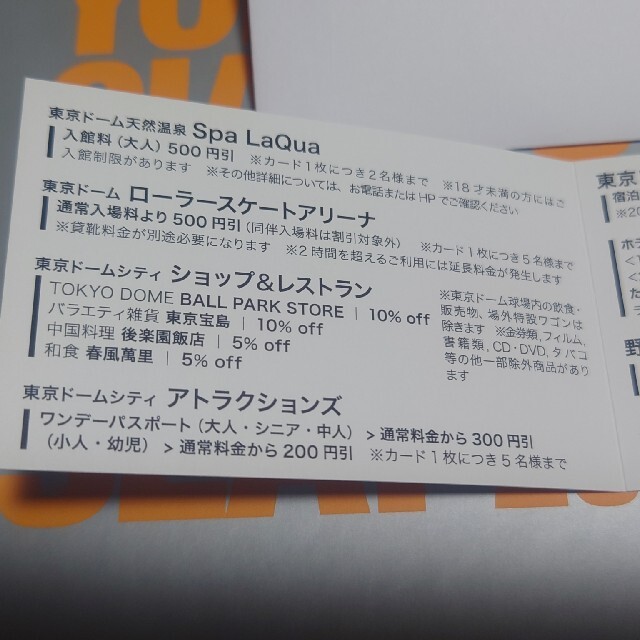 東京ドーム天然温泉 Spa LaQua
入館料（大人）500円引 ※カード1枚につき2名様まで ※18才未満の方にはご
入館制限があります ※その他詳細については、お電話またはHPでご確認ください
東京ドーム ローラースケートアリーナ
通常入場料より500円引（同伴入場料は割引対象外） ※カード1枚につき5名様まで
※貸靴料金が別途必要になります ※2時間を超えるご利用には延長料金が発生します
東京ドームシティ ショップ&レストラン
TOKYO DOME BALL PARK STORE | 10% off
バラエティ雑貨 東京宝島 | 10% off
中国料理 後楽園飯店 | 5% off
和食 春風萬里 | 5% off
※東京ドーム球場内の飲食・
販売物、場外特設ワゴンは
除きます ※金券類、フィルム、
書籍類、CD・DVD、タバコ
等の他一部除外商品があり
ます
東京ドームシティ アトラクションズ
ワンデーパスポート（大人・シニア・中人） > 通常料金から300円引
（小人・幼児） > 通常料金から200円引 ※カード1枚につき5名様まで
東京
宿泊
※20
ホテ
た
野